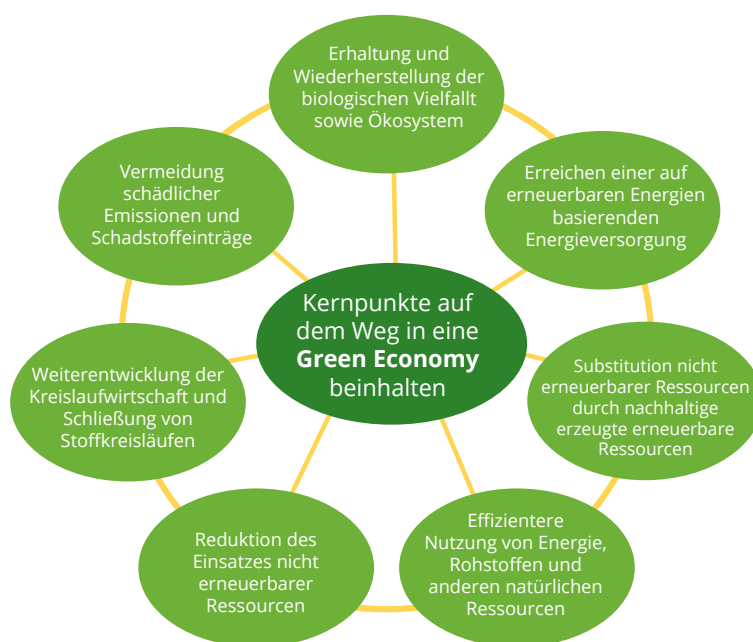 Erhaltung und
Wiederherstellung der
biologischen Vielfallt
sowie Ökosystem
Erreichen einer auf
erneuerbaren Energien
basierenden
Energieversorgung
Substitution nicht
erneuerbarer Ressourcen
durch nachhaltige
erzeugte erneuerbare
Ressourcen
Effizientere
Nutzung von Energie,
Rohstoffen und
anderen natürlichen
Ressourcen
Reduktion des
Einsatzes nicht
erneuerbarer
Ressourcen
Weiterentwicklung der
Kreislaufwirtschaft und
Schließung von
Stoffkreisläufen
Vermeidung
schädlicher
Emissionen und
Schadstoffeinträge
Kernpunkte auf
dem Weg in eine
Green Economy
beinhalten